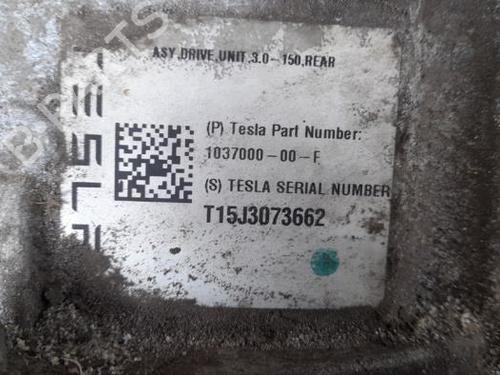 ASY,DRIVE,UNIT,3.0-150,REAR
(P) Tesla Part Number:
1037000-00-F
(S) TESLA SERIAL NUMBER
T15J3073662
TESLA